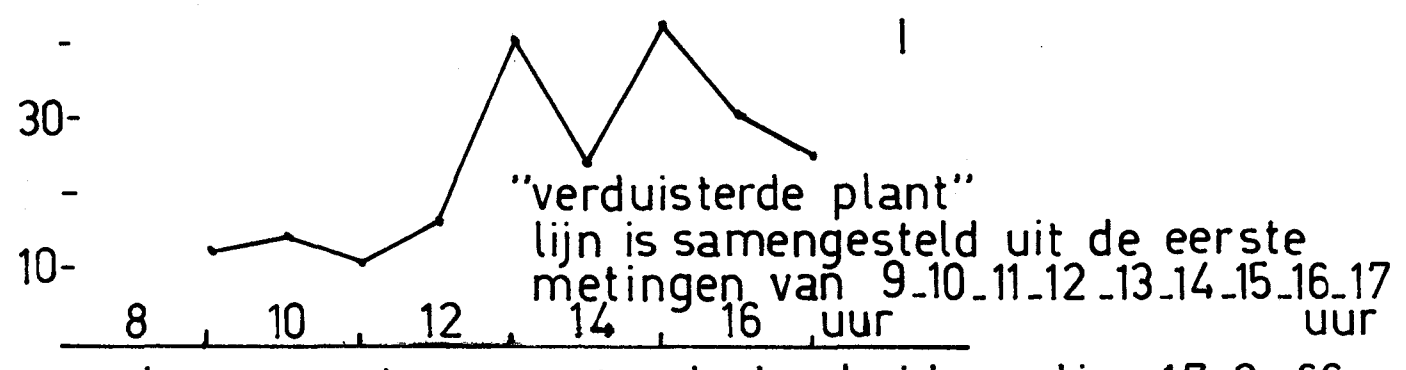 30-
10-
"verduisterde plant"
lijn is samengesteld uit de eerste
metingen van 9-10-11-12-13-14-15-16-17
8 10 12 14 16 uur uur
17